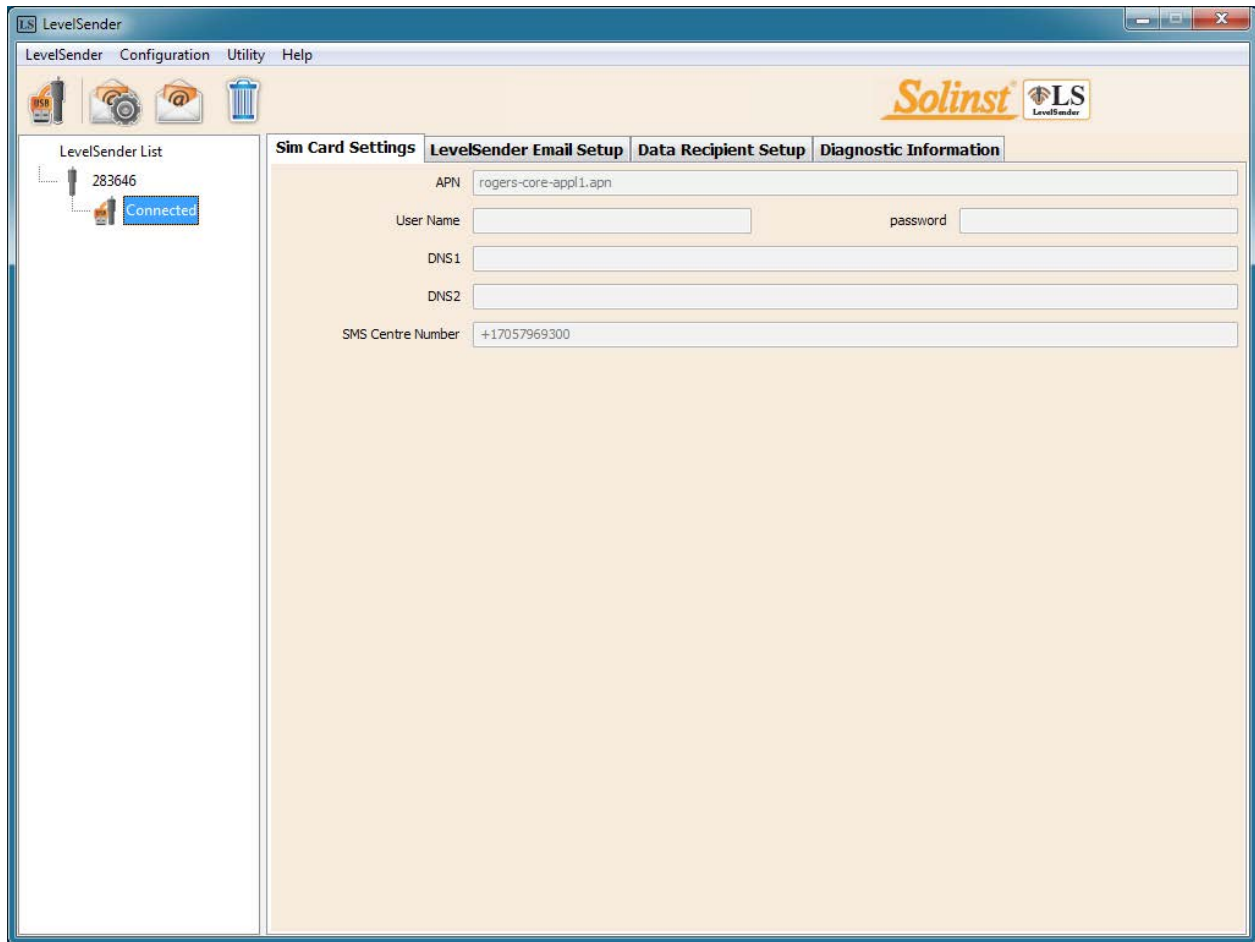 LS LevelSender
LevelSender Configuration Utility Help
USB @ Solinst LS
LevelSender
LevelSender List
283646
Connected
Sim Card Settings LevelSender Email Setup Data Recipient Setup Diagnostic Information
APN rogers-core-appl1.apn
User Name password
DNS1
DNS2
SMS Centre Number +17057969300